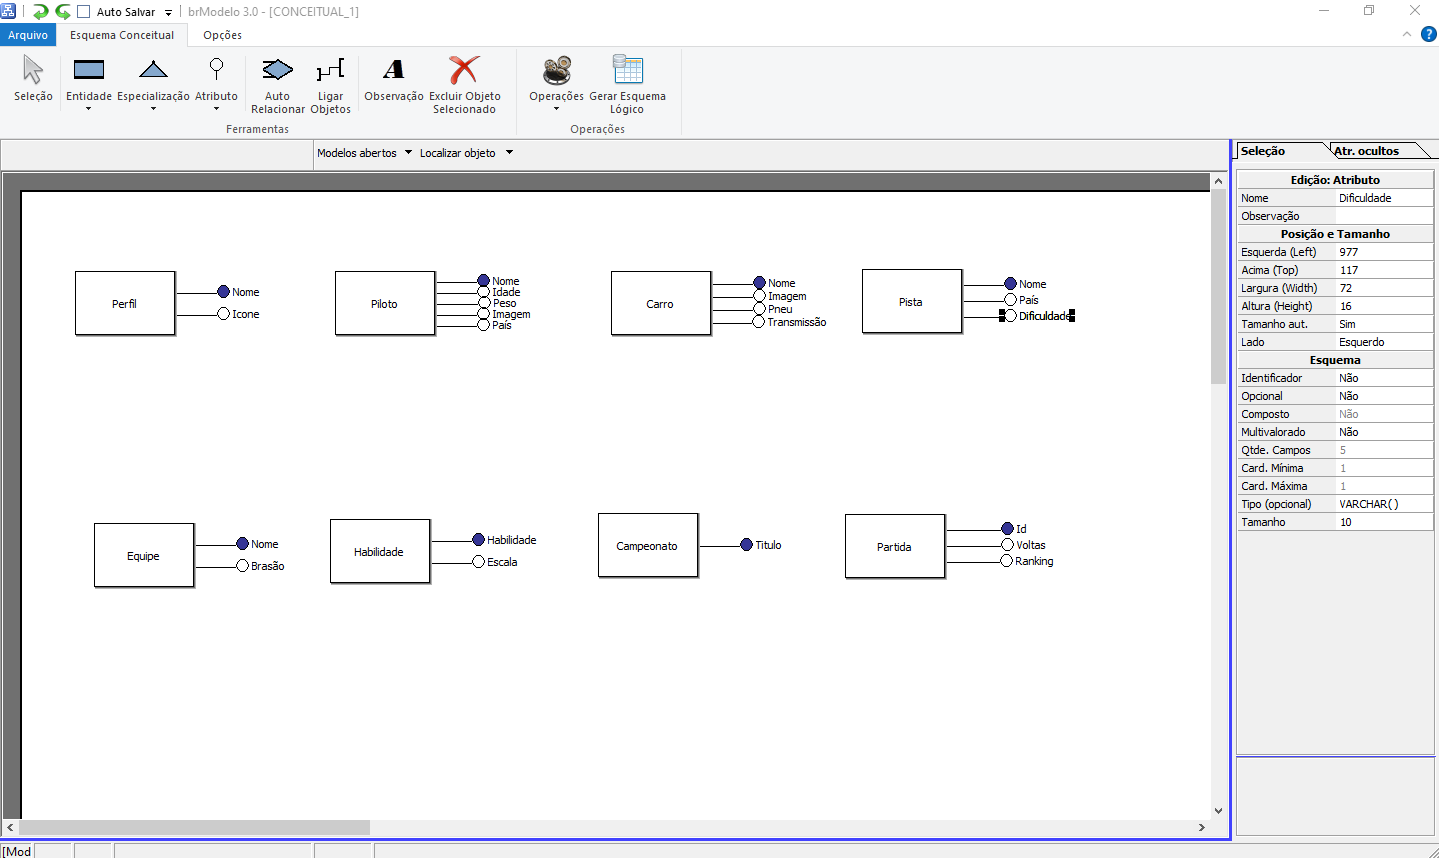 Auto Salvar
brModelo 3.0 - [CONCEITUAL_1]
Arquivo
Esquema Conceitual
Opções
Seleção
Entidade
Especialização
Atributo
Auto
Relacionar
Ligar
Objetos
Observação
Excluir Objeto
Selecionado
Operações
Gerar Esquema
Lógico
Ferramentas
Operações
Modelos abertos
Localizar objeto
Perfil
Nome
Icone
Piloto
Nome
Idade
Peso
Imagem
País
Carro
Nome
Imagem
Pneu
Transmissão
Pista
Nome
País
Dificuldade
Equipe
Nome
Brasão
Habilidade
Habilidade
Escala
Campeonato
Titulo
Partida
Id
Voltas
Ranking
Seleção
Atr. ocultos
Edição: Atributo
Nome Dificuldade
Observação
Posição e Tamanho
Esquerda (Left) 977
Acima (Top) 117
Largura (Width) 72
Altura (Height) 16
Tamanho aut. Sim
Lado Esquerdo
Esquema
Identificador Não
Opcional Não
Composto Não
Multivalorado Não
Qtde. Campos 5
Card. Mínima 1
Card. Máxima 1
Tipo (opcional) VARCHAR( )
Tamanho 10
[Mod